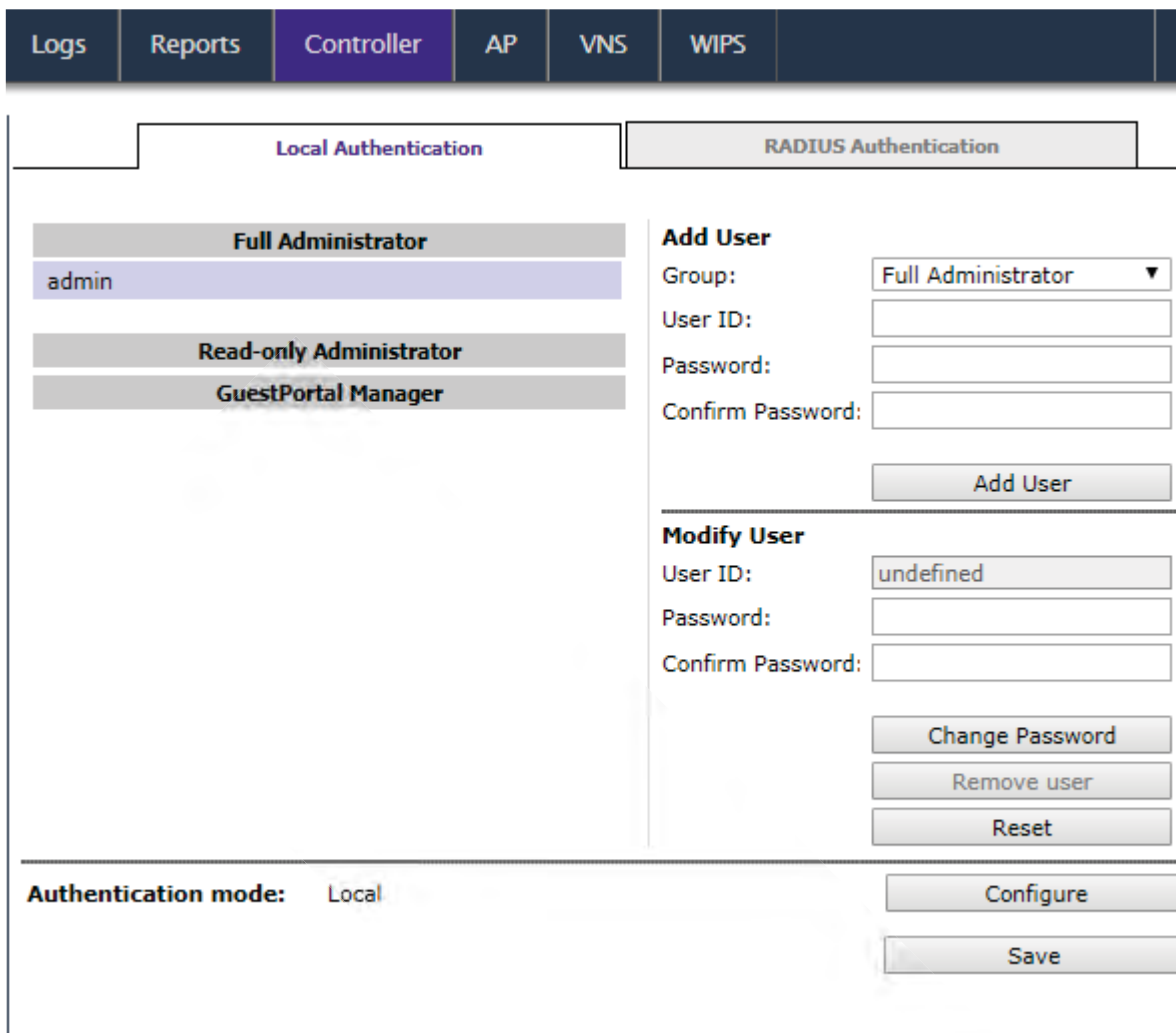 Logs Reports Controller AP VNS WIPS
Local Authentication RADIUS Authentication
Full Administrator
admin
Read-only Administrator
GuestPortal Manager
Add User
Group: Full Administrator
User ID:
Password:
Confirm Password:
Add User
Modify User
User ID: undefined
Password:
Confirm Password:
Change Password
Remove user
Reset
Authentication mode: Local Configure
Save